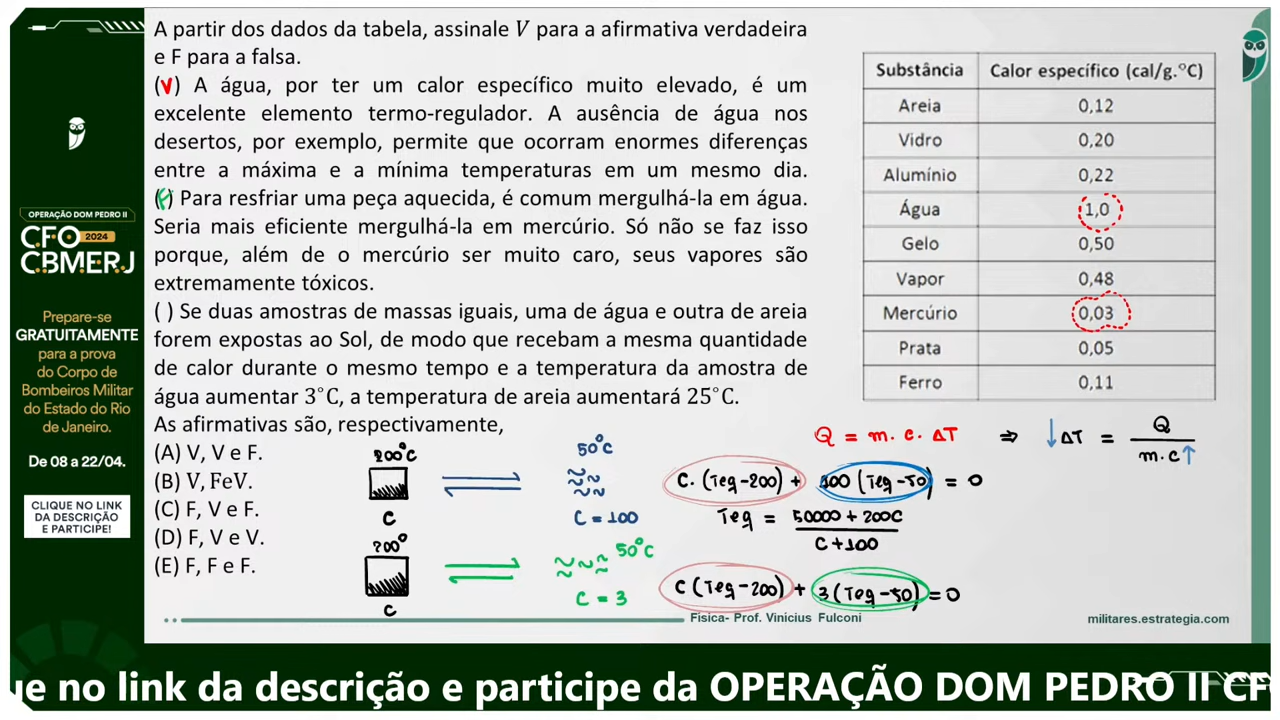 A partir dos dados da tabela, assinale V para a afirmativa verdadeira
e F para a falsa.
(V) A água, por ter um calor específico muito elevado, é um
excelente elemento termo-regulador. A ausência de água nos
desertos, por exemplo, permite que ocorram enormes diferenças
entre a máxima e a mínima temperaturas em um mesmo dia.
(F) Para resfriar uma peça aquecida, é comum mergulhá-la em água.
Seria mais eficiente mergulhá-la em mercúrio. Só não se faz isso
porque, além de o mercúrio ser muito caro, seus vapores são
extremamente tóxicos.
( ) Se duas amostras de massas iguais, uma de água e outra de areia
forem expostas ao Sol, de modo que recebam a mesma quantidade
de calor durante o mesmo tempo e a temperatura da amostra de
água aumentar 3°C, a temperatura de areia aumentará 25°C.
As afirmativas são, respectivamente,
(A) V, V e F.
(B) V, FeV.
(C) F, V e F.
(D) F, V e V.
(E) F, F e F.
Substância Calor específico (cal/g.°C)
Areia 0,12
Vidro 0,20
Alumínio 0,22
Água 1,0
Gelo 0,50
Vapor 0,48
Mercúrio 0,03
Prata 0,05
Ferro 0,11
Q = m. c. ΔT ⇒ ↓ΔT = Q / m.c↑
200°C
50°C
C
C = 100
C. (Teq-200) + 100 (Teq-50) = 0
Teq = 50000 + 200C / C+100
200°
50°C
C
C = 3
C (Teq-200) + 3 (Teq-50) = 0
OPERAÇÃO DOM PEDRO II
CFO 2024
CBMERJ
Prepare-se
GRATUITAMENTE
para a prova
do Corpo de
Bombeiros Militar
do Estado do Rio
de Janeiro.
De 08 a 22/04.
CLIQUE NO LINK
DA DESCRIÇÃO
E PARTICIPE!
Física- Prof. Vinicius Fulconi
militares.estrategia.com
ue no link da descrição e participe da OPERAÇÃO DOM PEDRO II CF